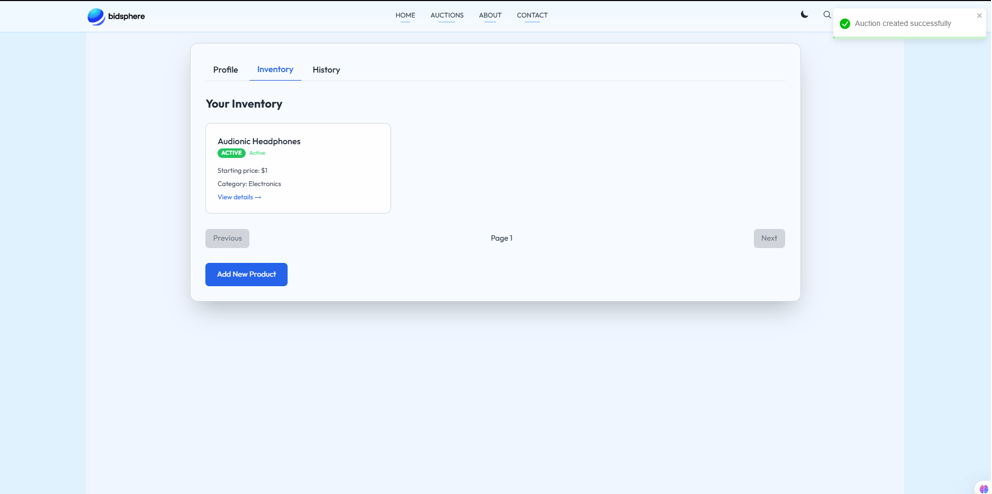 bidsphere
HOME AUCTIONS ABOUT CONTACT
Auction created successfully
Profile Inventory History
Your Inventory
Audionic Headphones
ACTIVE Active
Starting price: $1
Category: Electronics
View details →
Previous Page 1 Next
Add New Product